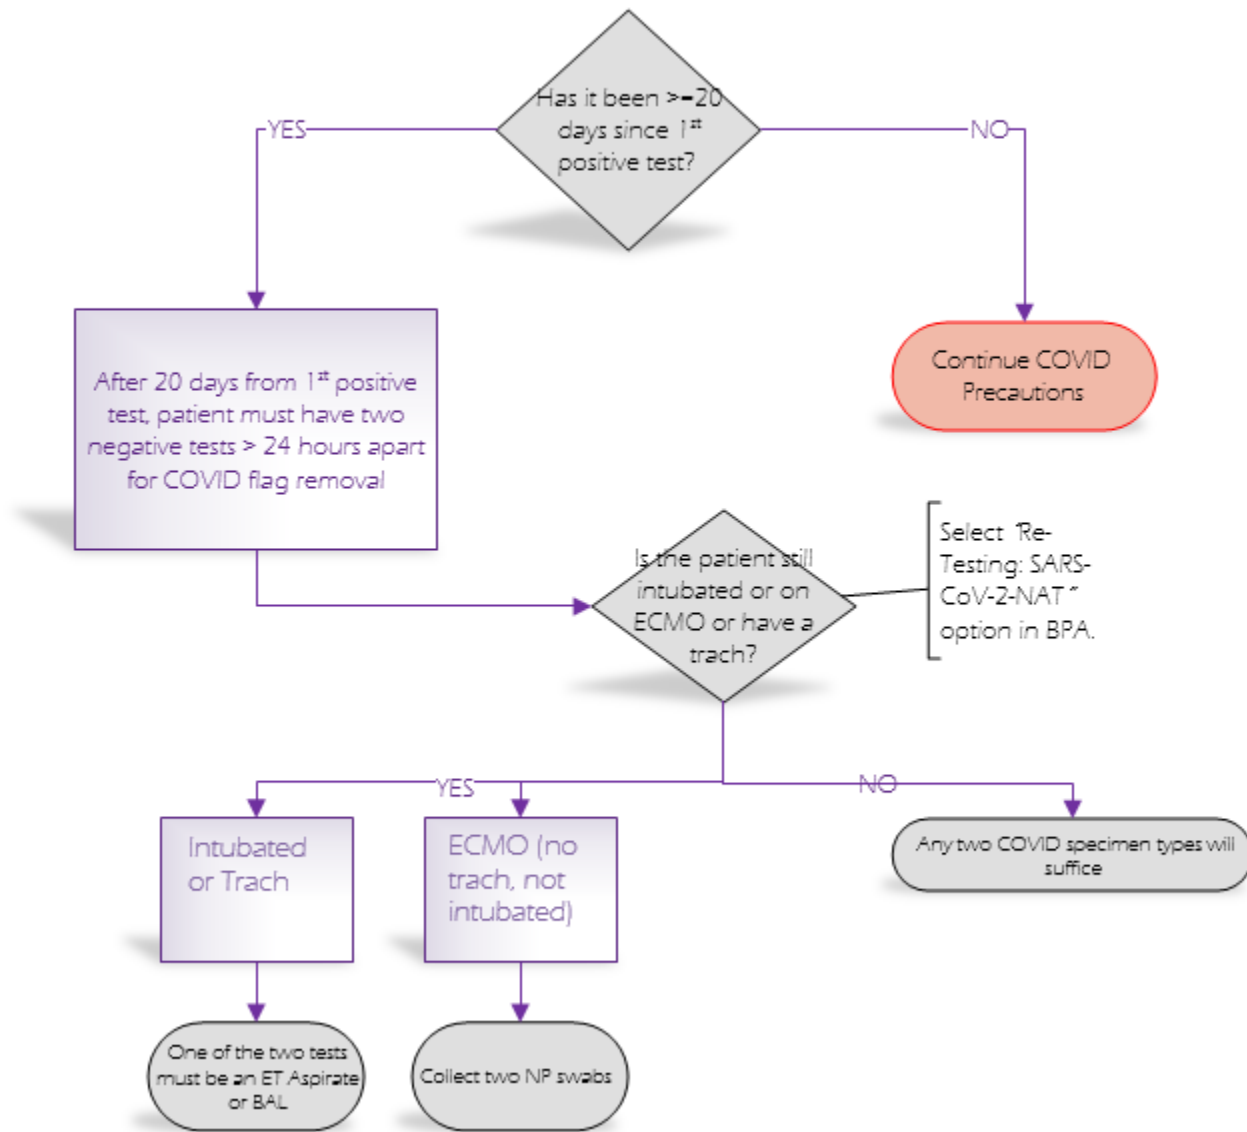 Has it been >=20
days since 1st
positive test?
YES
NO
After 20 days from 1st positive
test, patient must have two
negative tests > 24 hours apart
for COVID flag removal
Continue COVID
Precautions
Is the patient still
intubated or on
ECMO or have a
trach?
Select "Re-
Testing: SARS-
CoV-2-NAT"
option in BPA.
YES
NO
Intubated
or Trach
ECMO (no
trach, not
intubated)
Any two COVID specimen types will
suffice
One of the two tests
must be an ET Aspirate
or BAL
Collect two NP swabs